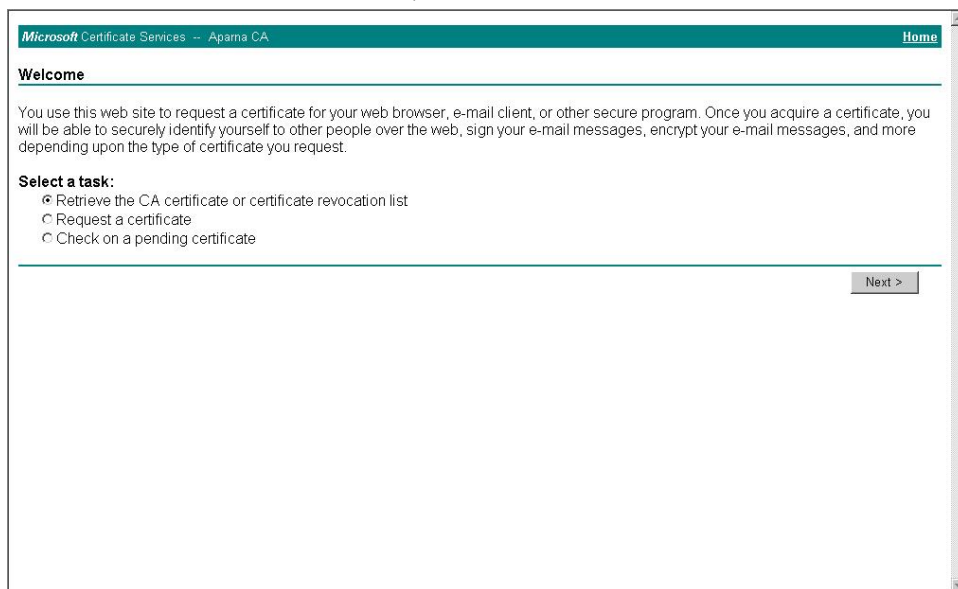 Microsoft Certificate Services -- Aparna CA Home
Welcome
You use this web site to request a certificate for your web browser, e-mail client, or other secure program. Once you acquire a certificate, you
will be able to securely identify yourself to other people over the web, sign your e-mail messages, encrypt your e-mail messages, and more
depending upon the type of certificate you request.
Select a task:
Retrieve the CA certificate or certificate revocation list
Request a certificate
Check on a pending certificate
Next >